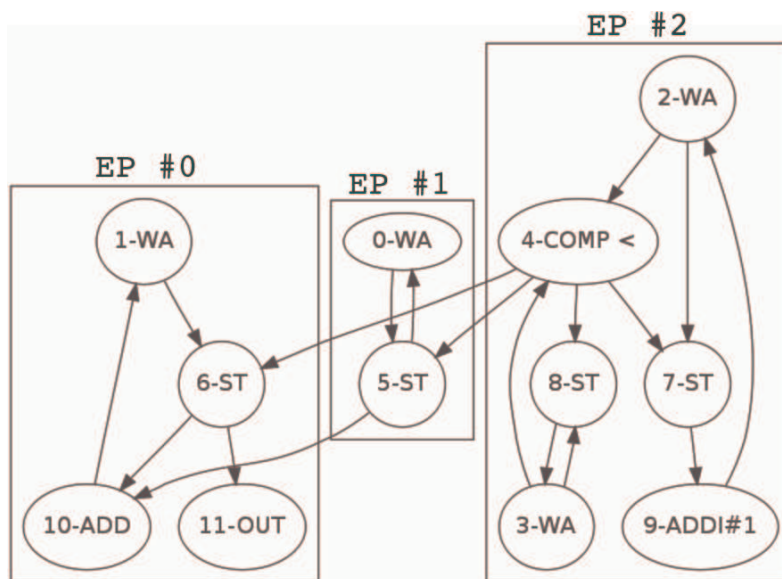 EP #2
2-WA
EP #0
EP #1
1-WA
0-WA
4-COMP <
6-ST
5-ST
8-ST
7-ST
10-ADD
11-OUT
3-WA
9-ADDI#1